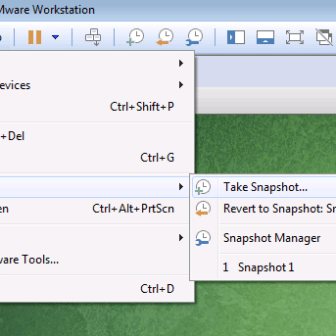 Mware Workstation
evices
Ctrl+Shift+P
+Del
Ctrl+G
Take Snapshot...
en
Ctrl+Alt+PrtScn
Revert to Snapshot: Sn
Snapshot Manager
are Tools...
1 Snapshot 1
Ctrl+D